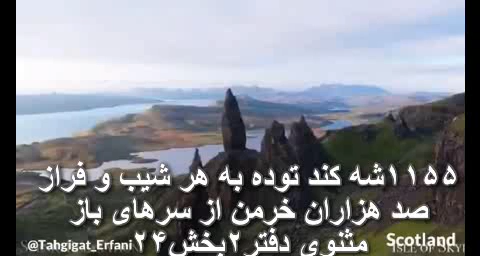 ۱۱۵۵شه کند توده به هر شیب و فراز
صد هزاران خرمن از سرهای باز
مثنوی دفتر۲بخش۲۴
Scotland
ISLE OF SKYE
@Tahgigat_Erfani